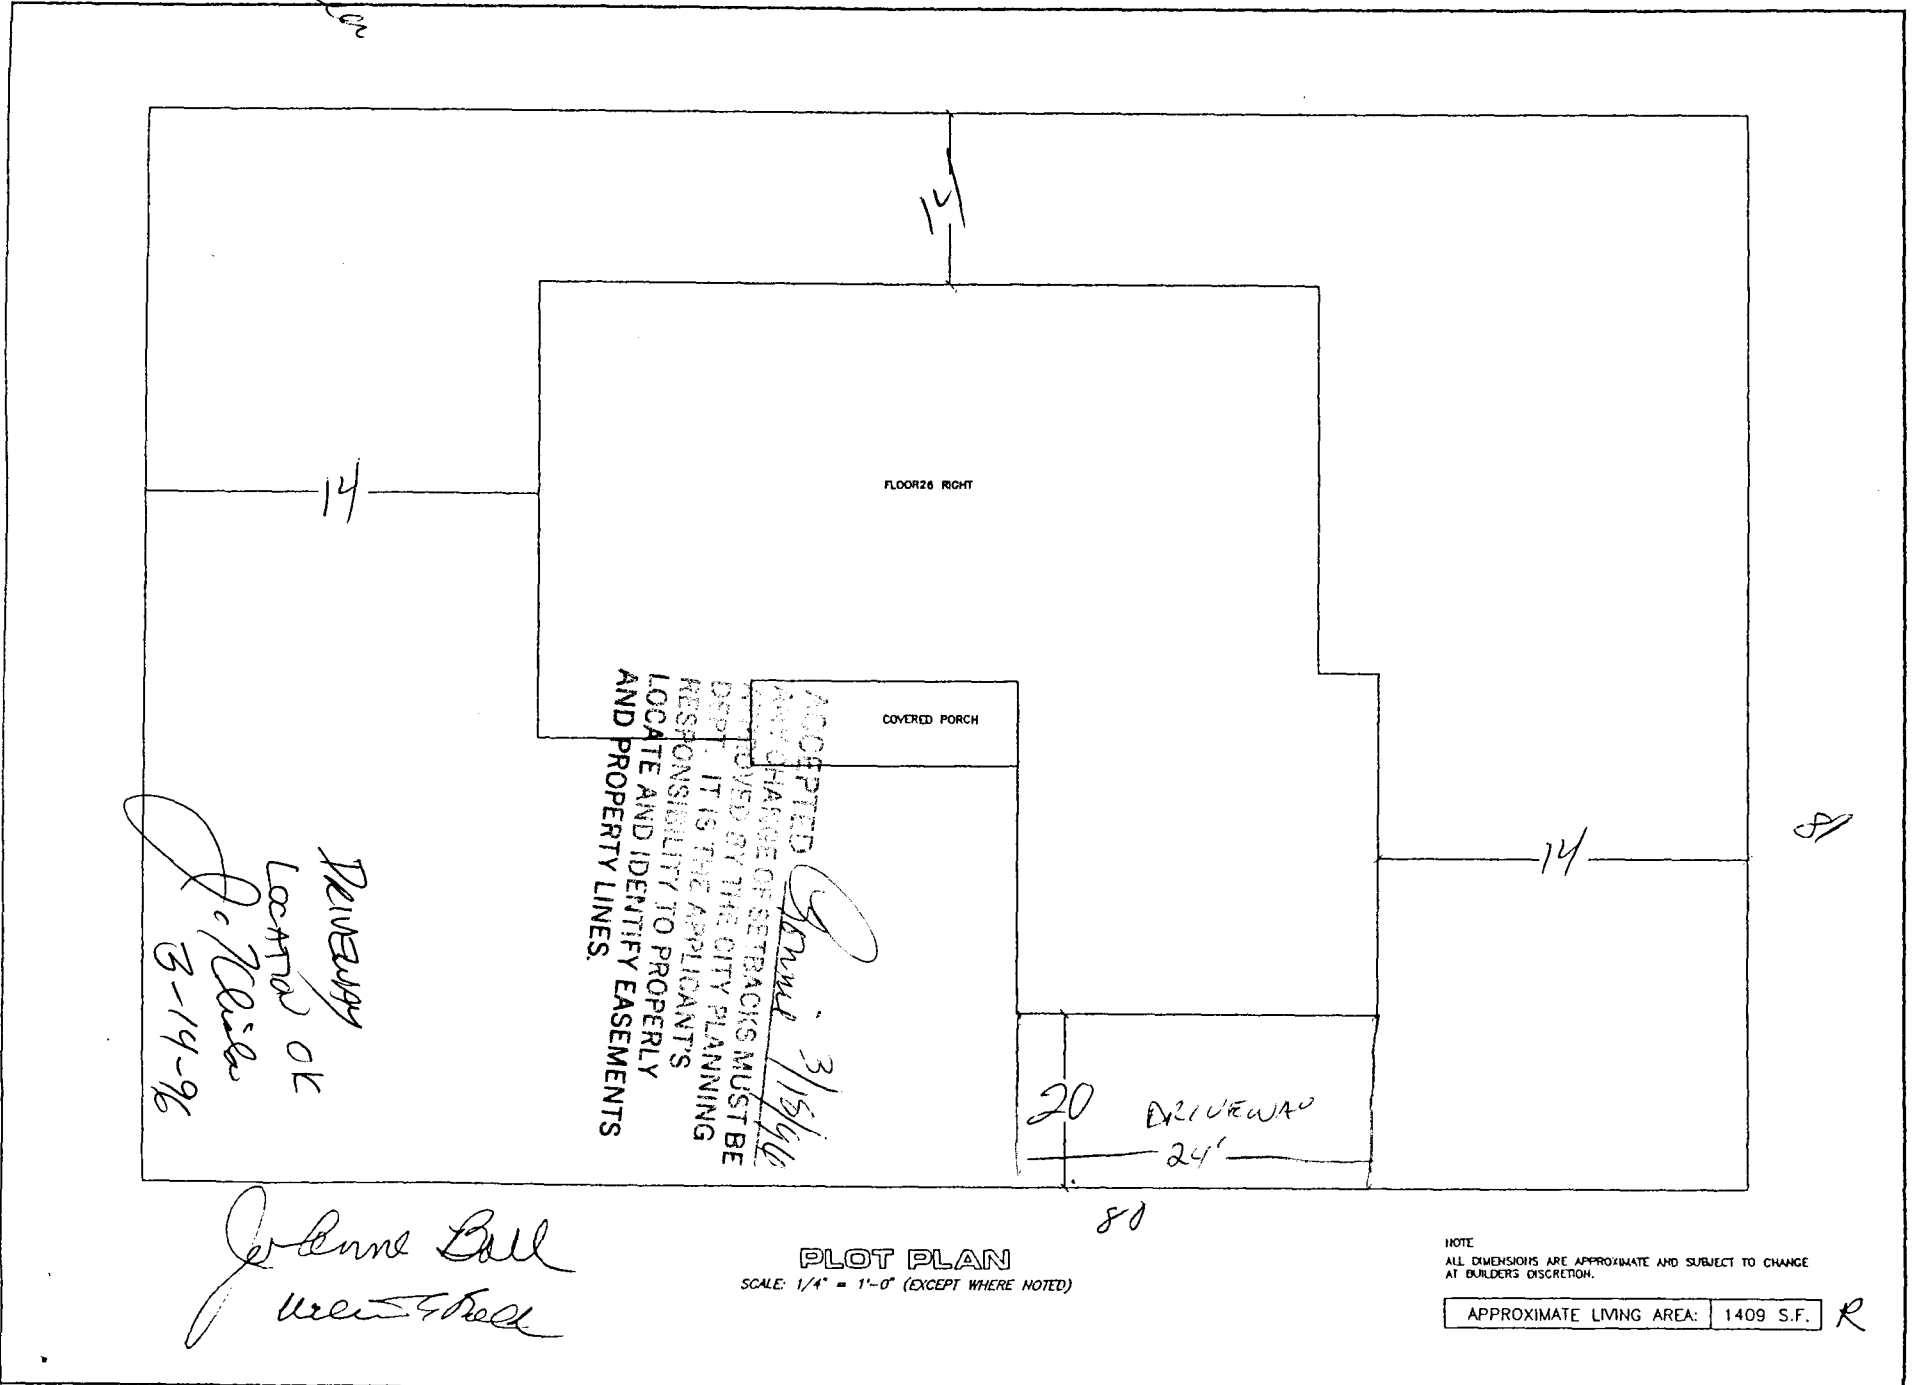 14
14
FLOOR26 RIGHT
COVERED PORCH
14
81
ACCEPTED 3/15/96
ANY CHANGE OF SETBACKS MUST BE
APPROVED BY THE CITY PLANNING
DEPT. IT IS THE APPLICANT'S
RESPONSIBILITY TO PROPERLY
LOCATE AND IDENTIFY EASEMENTS
AND PROPERTY LINES.
DRIVEWAY
LOCATION OK
3-14-96
20
DRIVEWAY
24'
80
PLOT PLAN
SCALE: 1/4" = 1'-0" (EXCEPT WHERE NOTED)
NOTE
ALL DIMENSIONS ARE APPROXIMATE AND SUBJECT TO CHANGE
AT BUILDERS DISCRETION.
APPROXIMATE LIVING AREA: 1409 S.F. R